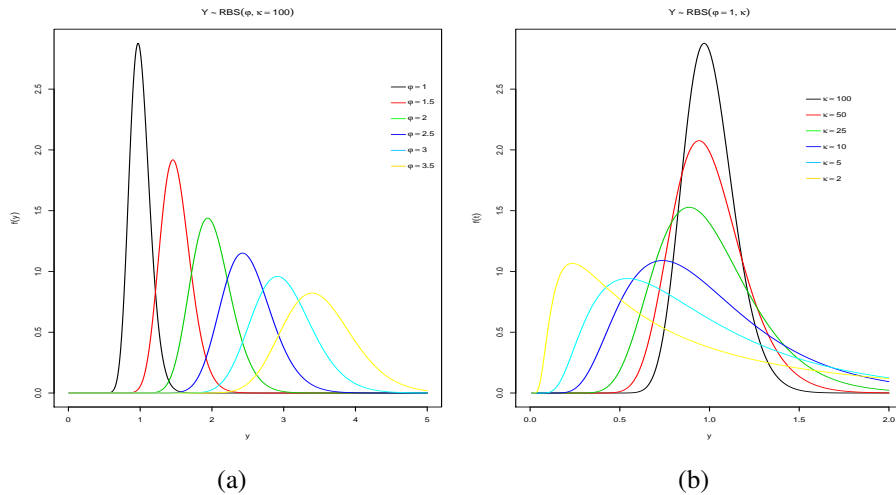 Y ~ RBS(φ, κ = 100)
f(y)
0.0 0.5 1.0 1.5 2.0 2.5
φ = 1
φ = 1.5
φ = 2
φ = 2.5
φ = 3
φ = 3.5
0 1 2 3 4 5
y
(a)
Y ~ RBS(φ = 1, κ)
f(t)
0.0 0.5 1.0 1.5 2.0 2.5
κ = 100
κ = 50
κ = 25
κ = 10
κ = 5
κ = 2
0.0 0.5 1.0 1.5 2.0
y
(b)